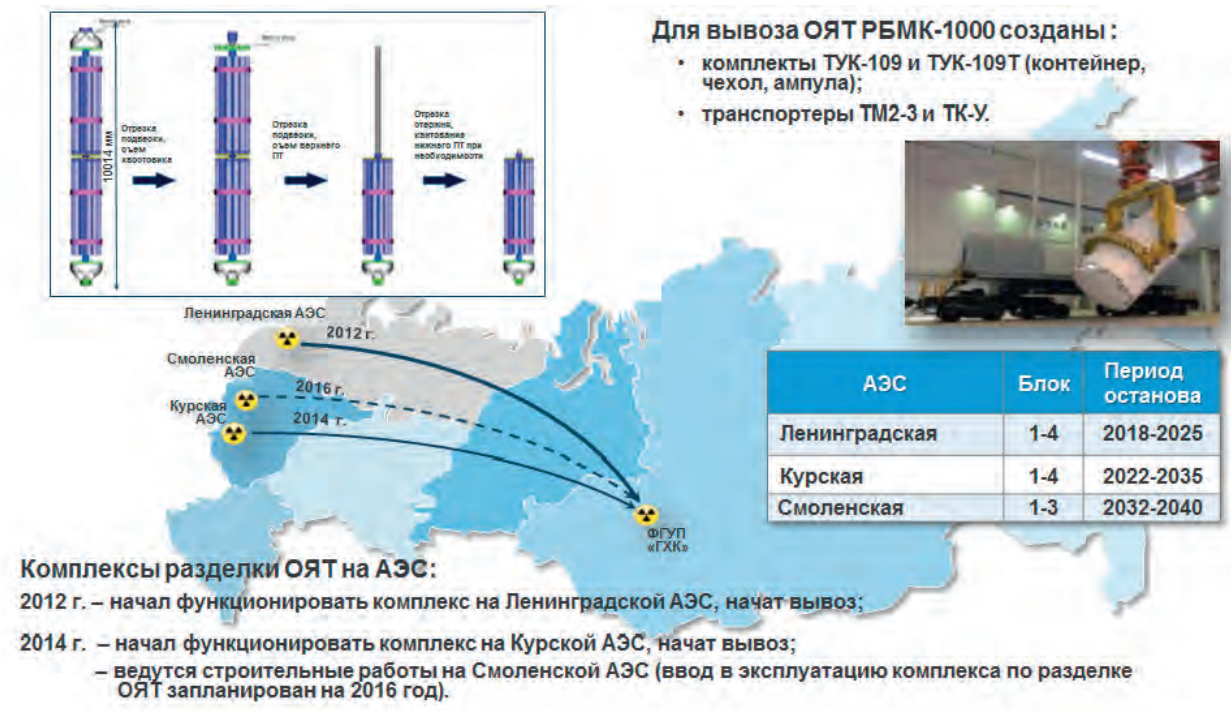 Для вывоза ОЯТ РБМК-1000 созданы :
• комплекты ТУК-109 и ТУК-109Т (контейнер,
чехол, ампула);
• транспортеры ТМ2-3 и ТК-У.
10014 мм
Отрезка
подвески,
съем
хвостовика
Отрезка
подвески,
съем верхнего
ПТ
Отрезка
стержня,
кантование
нижнего ПТ при
необходимости
Ленинградская АЭС
2012 г.
Смоленская
АЭС
2016 г.
Курская
АЭС
2014 г.
ФГУП
«ГХК»
АЭС Блок Период останова
Ленинградская 1-4 2018-2025
Курская 1-4 2022-2035
Смоленская 1-3 2032-2040
Комплексы разделки ОЯТ на АЭС:
2012 г. – начал функционировать комплекс на Ленинградской АЭС, начат вывоз;
2014 г. – начал функционировать комплекс на Курской АЭС, начат вывоз;
– ведутся строительные работы на Смоленской АЭС (ввод в эксплуатацию комплекса по разделке
ОЯТ запланирован на 2016 год).